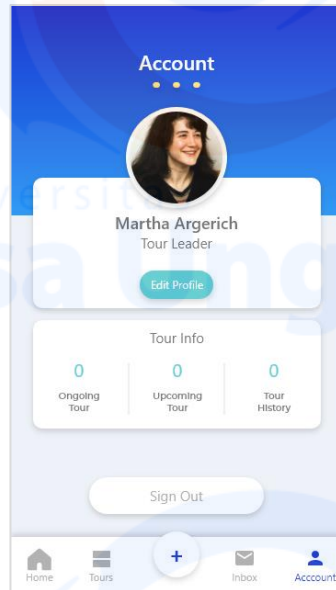 Account
Martha Argerich
Tour Leader
Edit Profile
Tour Info
0 0 0
Ongoing Upcoming Tour
Tour Tour History
Sign Out
+
Home Tours Inbox Acccount